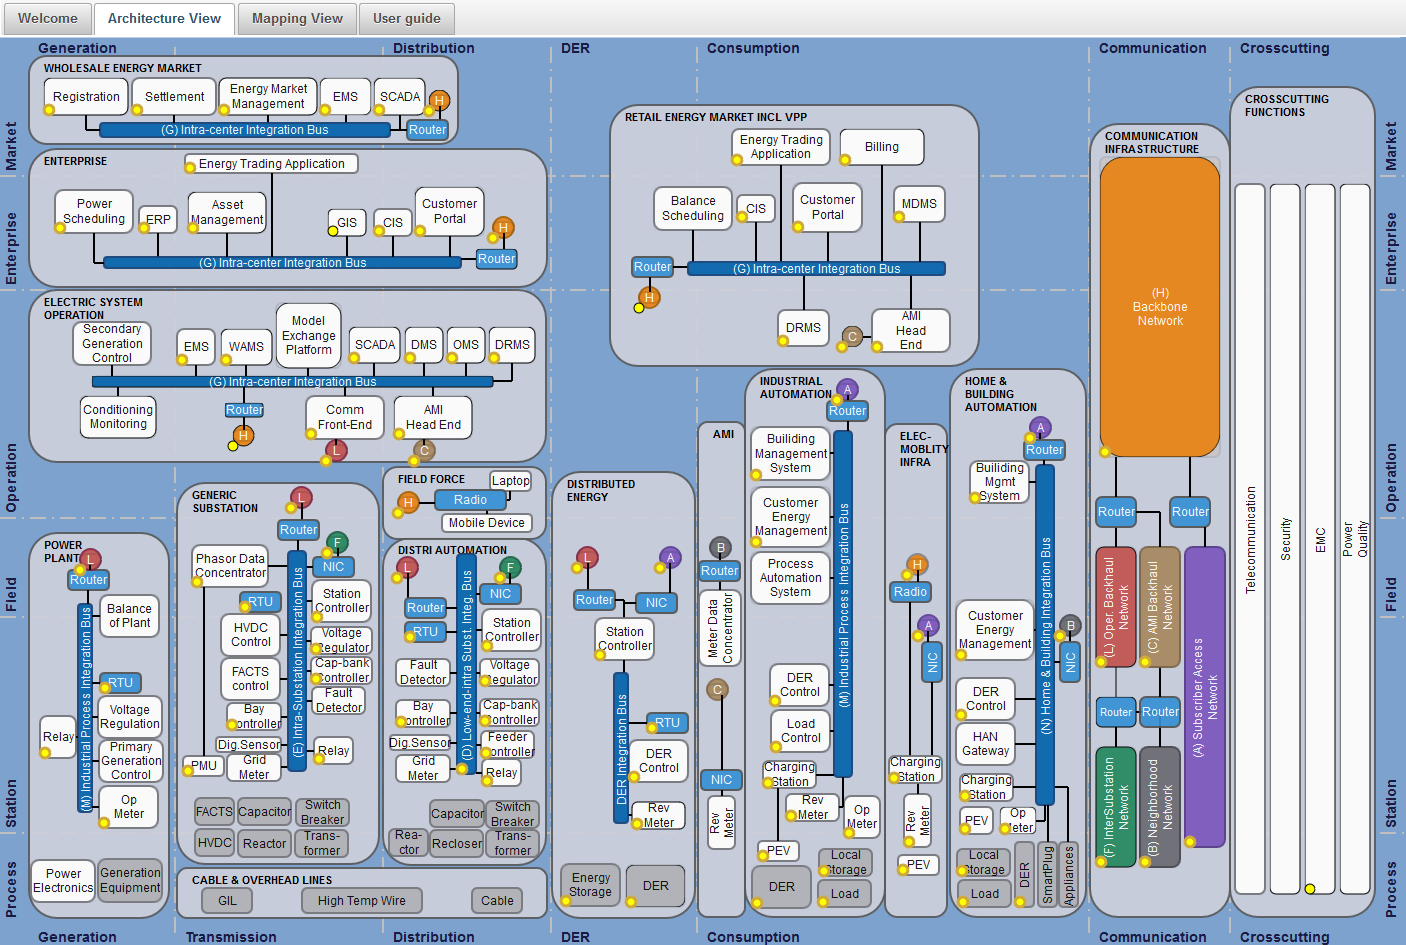 Welcome
Architecture View
Mapping View
User guide
Generation
Distribution
DER
Consumption
Communication
Crosscutting
Market
Enterprise
Operation
Field
Station
Process
WHOLESALE ENERGY MARKET
Registration
Settlement
Energy Market
Management
EMS
SCADA
H
(G) Intra-center Integration Bus
Router
ENTERPRISE
Energy Trading Application
Power
Scheduling
ERP
Asset
Management
GIS
CIS
Customer
Portal
H
(G) Intra-center Integration Bus
Router
ELECTRIC SYSTEM
OPERATION
Secondary
Generation
Control
EMS
WAMS
Model
Exchange
Platform
SCADA
DMS
OMS
DRMS
(G) Intra-center Integration Bus
Conditioning
Monitoring
Router
H
Comm
Front-End
L
AMI
Head End
C
RETAIL ENERGY MARKET INCL VPP
Energy Trading
Application
Billing
Balance
Scheduling
CIS
Customer
Portal
MDMS
Router
(G) Intra-center Integration Bus
H
DRMS
C
AMI
Head
End
POWER
PLANT
L
Router
(M) Industrial Process Integration Bus
Balance
of Plant
RTU
Voltage
Regulation
Relay
Primary
Generation
Control
Op
Meter
Power
Electronics
Generation
Equipment
GENERIC
SUBSTATION
L
Router
F
NIC
Phasor Data
Concentrator
(E) Intra-Substation Integration Bus
RTU
Station
Controller
HVDC
Control
Voltage
Regulator
FACTS
control
Cap-bank
Controller
Fault
Detector
Bay
Controller
Dig.Sensor
Relay
PMU
Grid
Meter
FACTS
Capacitor
Switch
Breaker
HVDC
Reactor
Trans-
former
FIELD FORCE
Laptop
H
Radio
Mobile Device
DISTRI AUTOMATION
L
F
NIC
Router
RTU
(D) Low-end-intra Subst. Integ. Bus
Station
Controller
Fault
Detector
Voltage
Regulator
Bay
Controller
Cap-bank
Controller
Dig.Sensor
Feeder
Controller
Grid
Meter
Relay
Capacitor
Switch
Breaker
Rea-
ctor
Recloser
Trans-
former
CABLE & OVERHEAD LINES
GIL
High Temp Wire
Cable
DISTRIBUTED
ENERGY
L
A
Router
NIC
Station
Controller
DER Integration Bus
RTU
DER
Control
Rev
Meter
Energy
Storage
DER
AMI
B
Router
Meter Data
Concentrator
C
NIC
Rev
Meter
INDUSTRIAL
AUTOMATION
A
Router
Builiding
Management
System
Customer
Energy
Management
Process
Automation
System
(M) Industrial Process Integration Bus
DER
Control
Load
Control
Charging
Station
Rev
Meter
Op
Meter
PEV
Local
Storage
DER
Load
ELEC-
MOBLITY
INFRA
H
Radio
A
NIC
Charging
Station
Rev
Meter
PEV
HOME &
BUILDING
AUTOMATION
A
Router
Builiding
Mgmt
System
(N) Home & Building Integration Bus
Customer
Energy
Management
B
NIC
DER
Control
HAN
Gateway
Charging
Station
PEV
Op
Meter
Local
Storage
Load
DER
SmartPlug
Appliances
COMMUNICATION
INFRASTRUCTURE
(H)
Backbone
Network
Router
Router
(L) Oper. Backhaul
Network
(C) AMI Backhaul
Network
(A) Subscriber Access
Network
Router
Router
(F) InterSubstation
Network
(B) Neighborhood
Network
CROSSCUTTING
FUNCTIONS
Telecommunication
Security
EMC
Power
Quality
Market
Enterprise
Operation
Field
Station
Process
Generation
Transmission
Distribution
DER
Consumption
Communication
Crosscutting